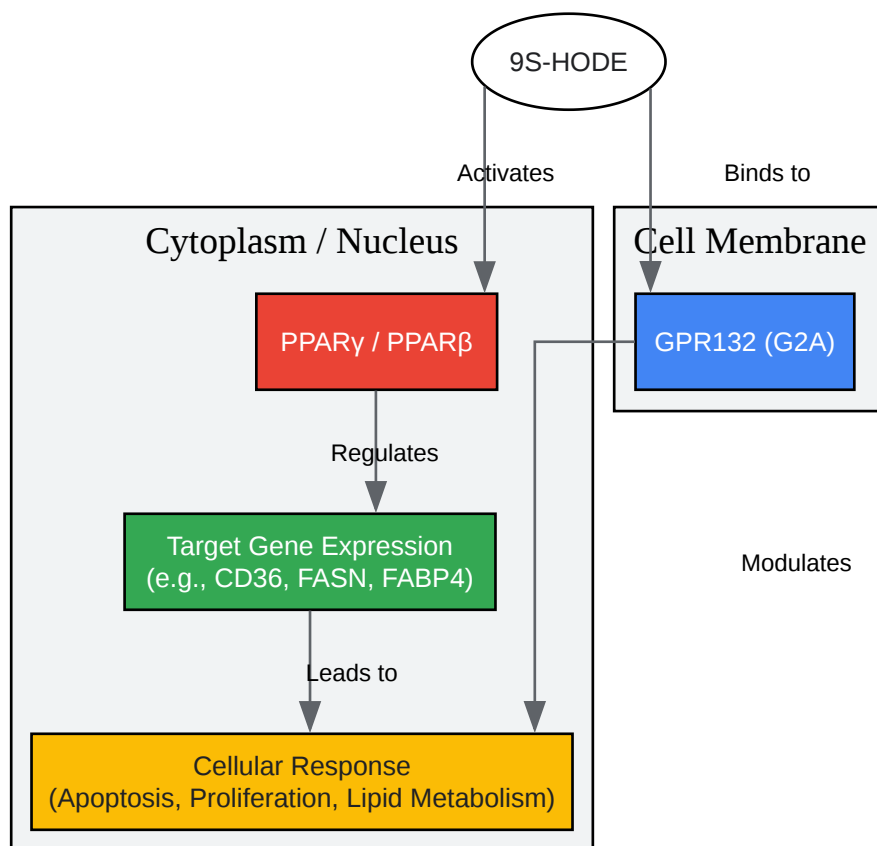 9S-HODE
Activates
Binds to
Cytoplasm / Nucleus
Cell Membrane
PPARγ / PPARβ
GPR132 (G2A)
Regulates
Target Gene Expression
(e.g., CD36, FASN, FABP4)
Modulates
Leads to
Cellular Response
(Apoptosis, Proliferation, Lipid Metabolism)